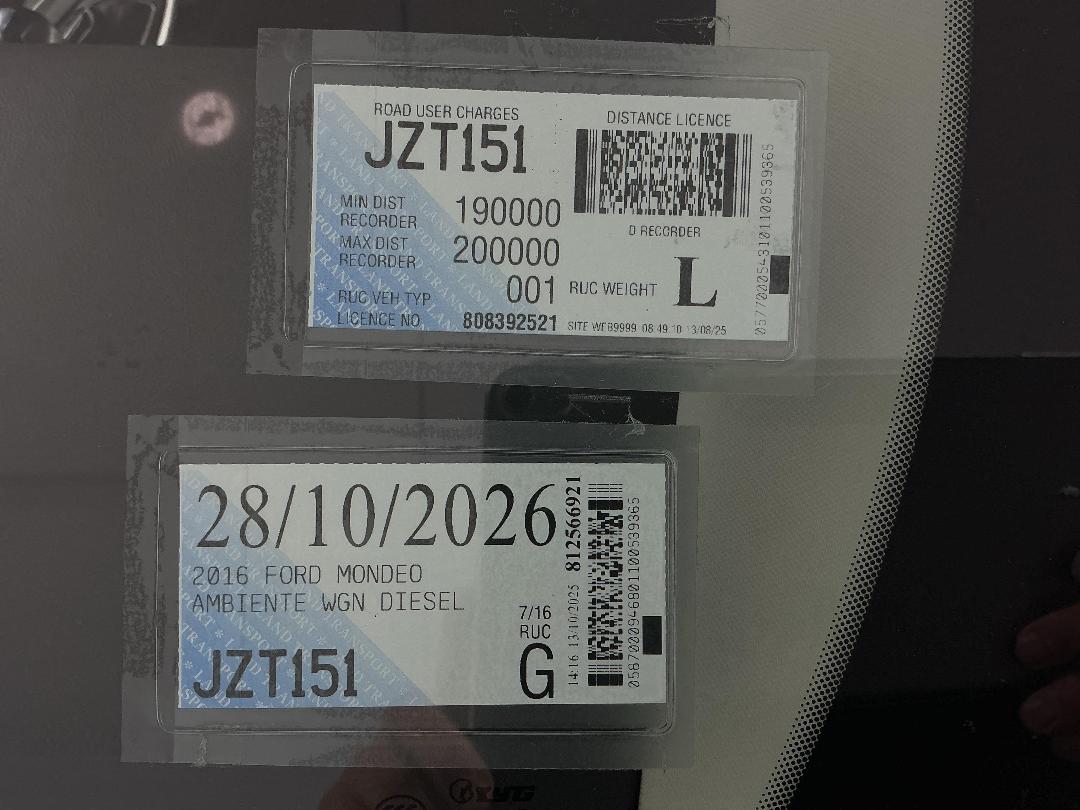 ROAD USER CHARGES
JZT151
MIN DIST RECORDER 190000
MAX DIST RECORDER 200000
RUC VEH TYP 001
LICENCE NO 808392521
DISTANCE LICENCE
D RECORDER
RUC WEIGHT L
SITE WEB9999 08:49:10 13/08/25
0577000543101100539365
28/10/2026
2016 FORD MONDEO
AMBIENTE WGN DIESEL
JZT151
7/16
RUC
G
14:16 13/10/2025 812566921
0587000946801100539365